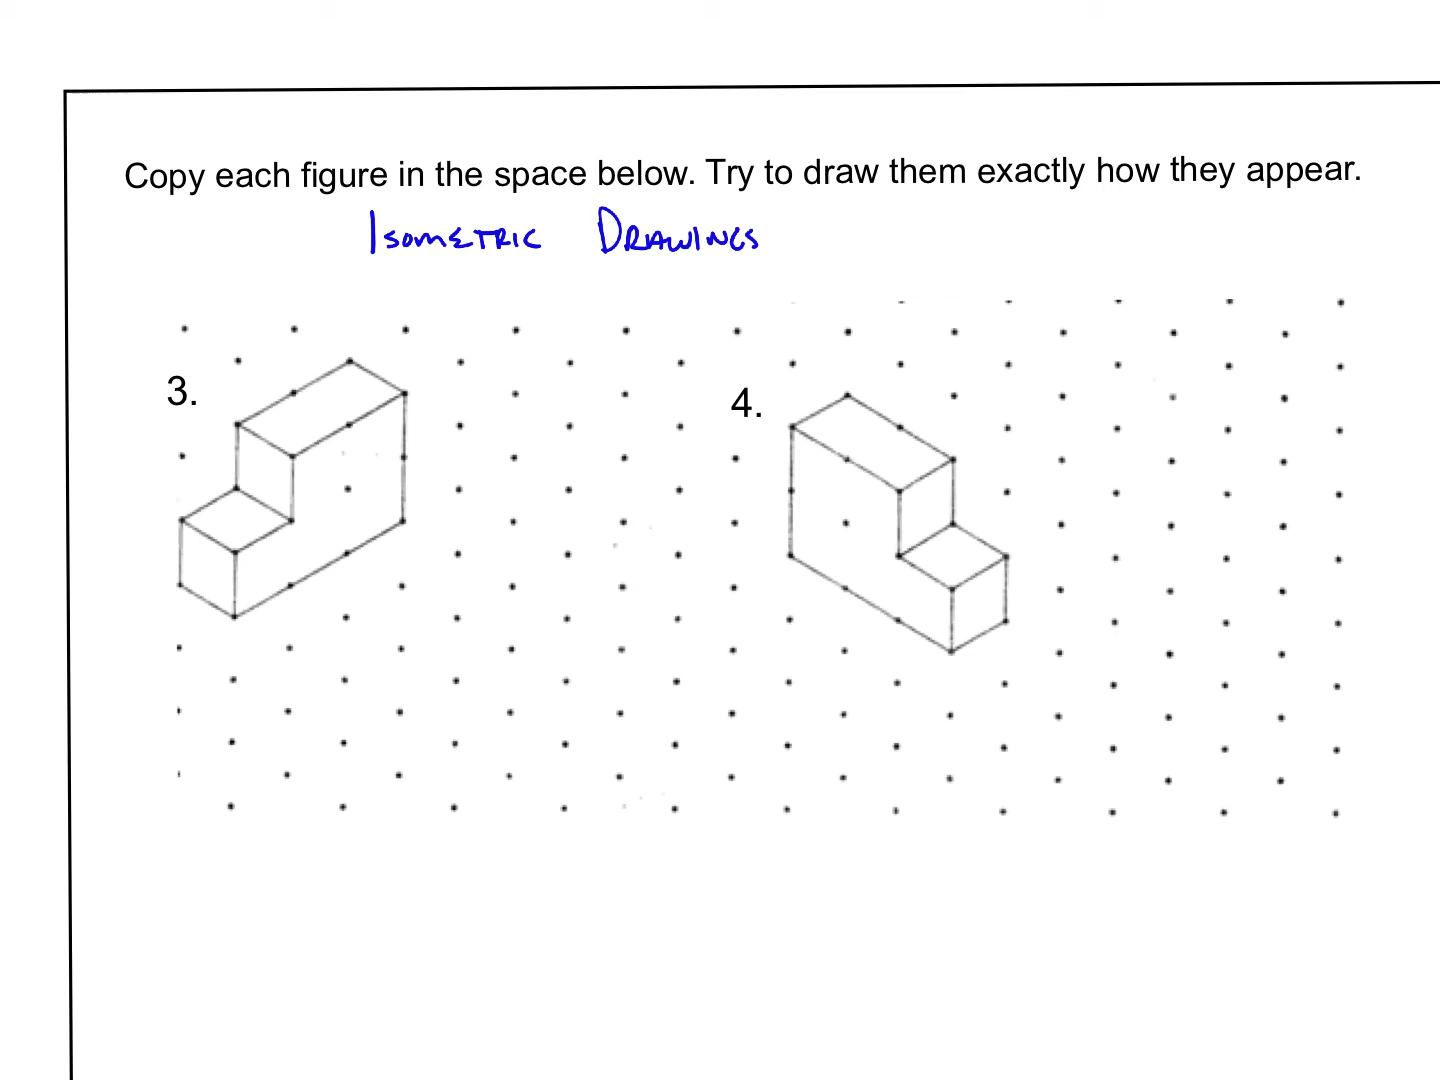 Copy each figure in the space below. Try to draw them exactly how they appear.
ISOMETRIC DRAWINGS
3.
4.